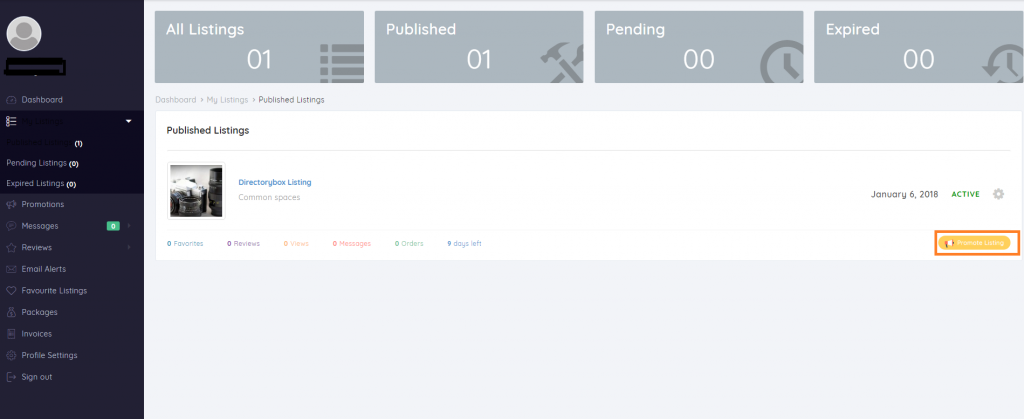 All Listings
01
Published
01
Pending
00
Expired
00
Dashboard
(1)
Pending Listings (0)
Expired Listings (0)
Promotions
Messages 0
Reviews
Email Alerts
Favourite Listings
Packages
Invoices
Profile Settings
Sign out
Dashboard > My Listings > Published Listings
Published Listings
Directorybox Listing
Common spaces
January 6, 2018 ACTIVE
0 Favorites 0 Reviews 0 Views 0 Messages 0 Orders 9 days left
Promote Listing